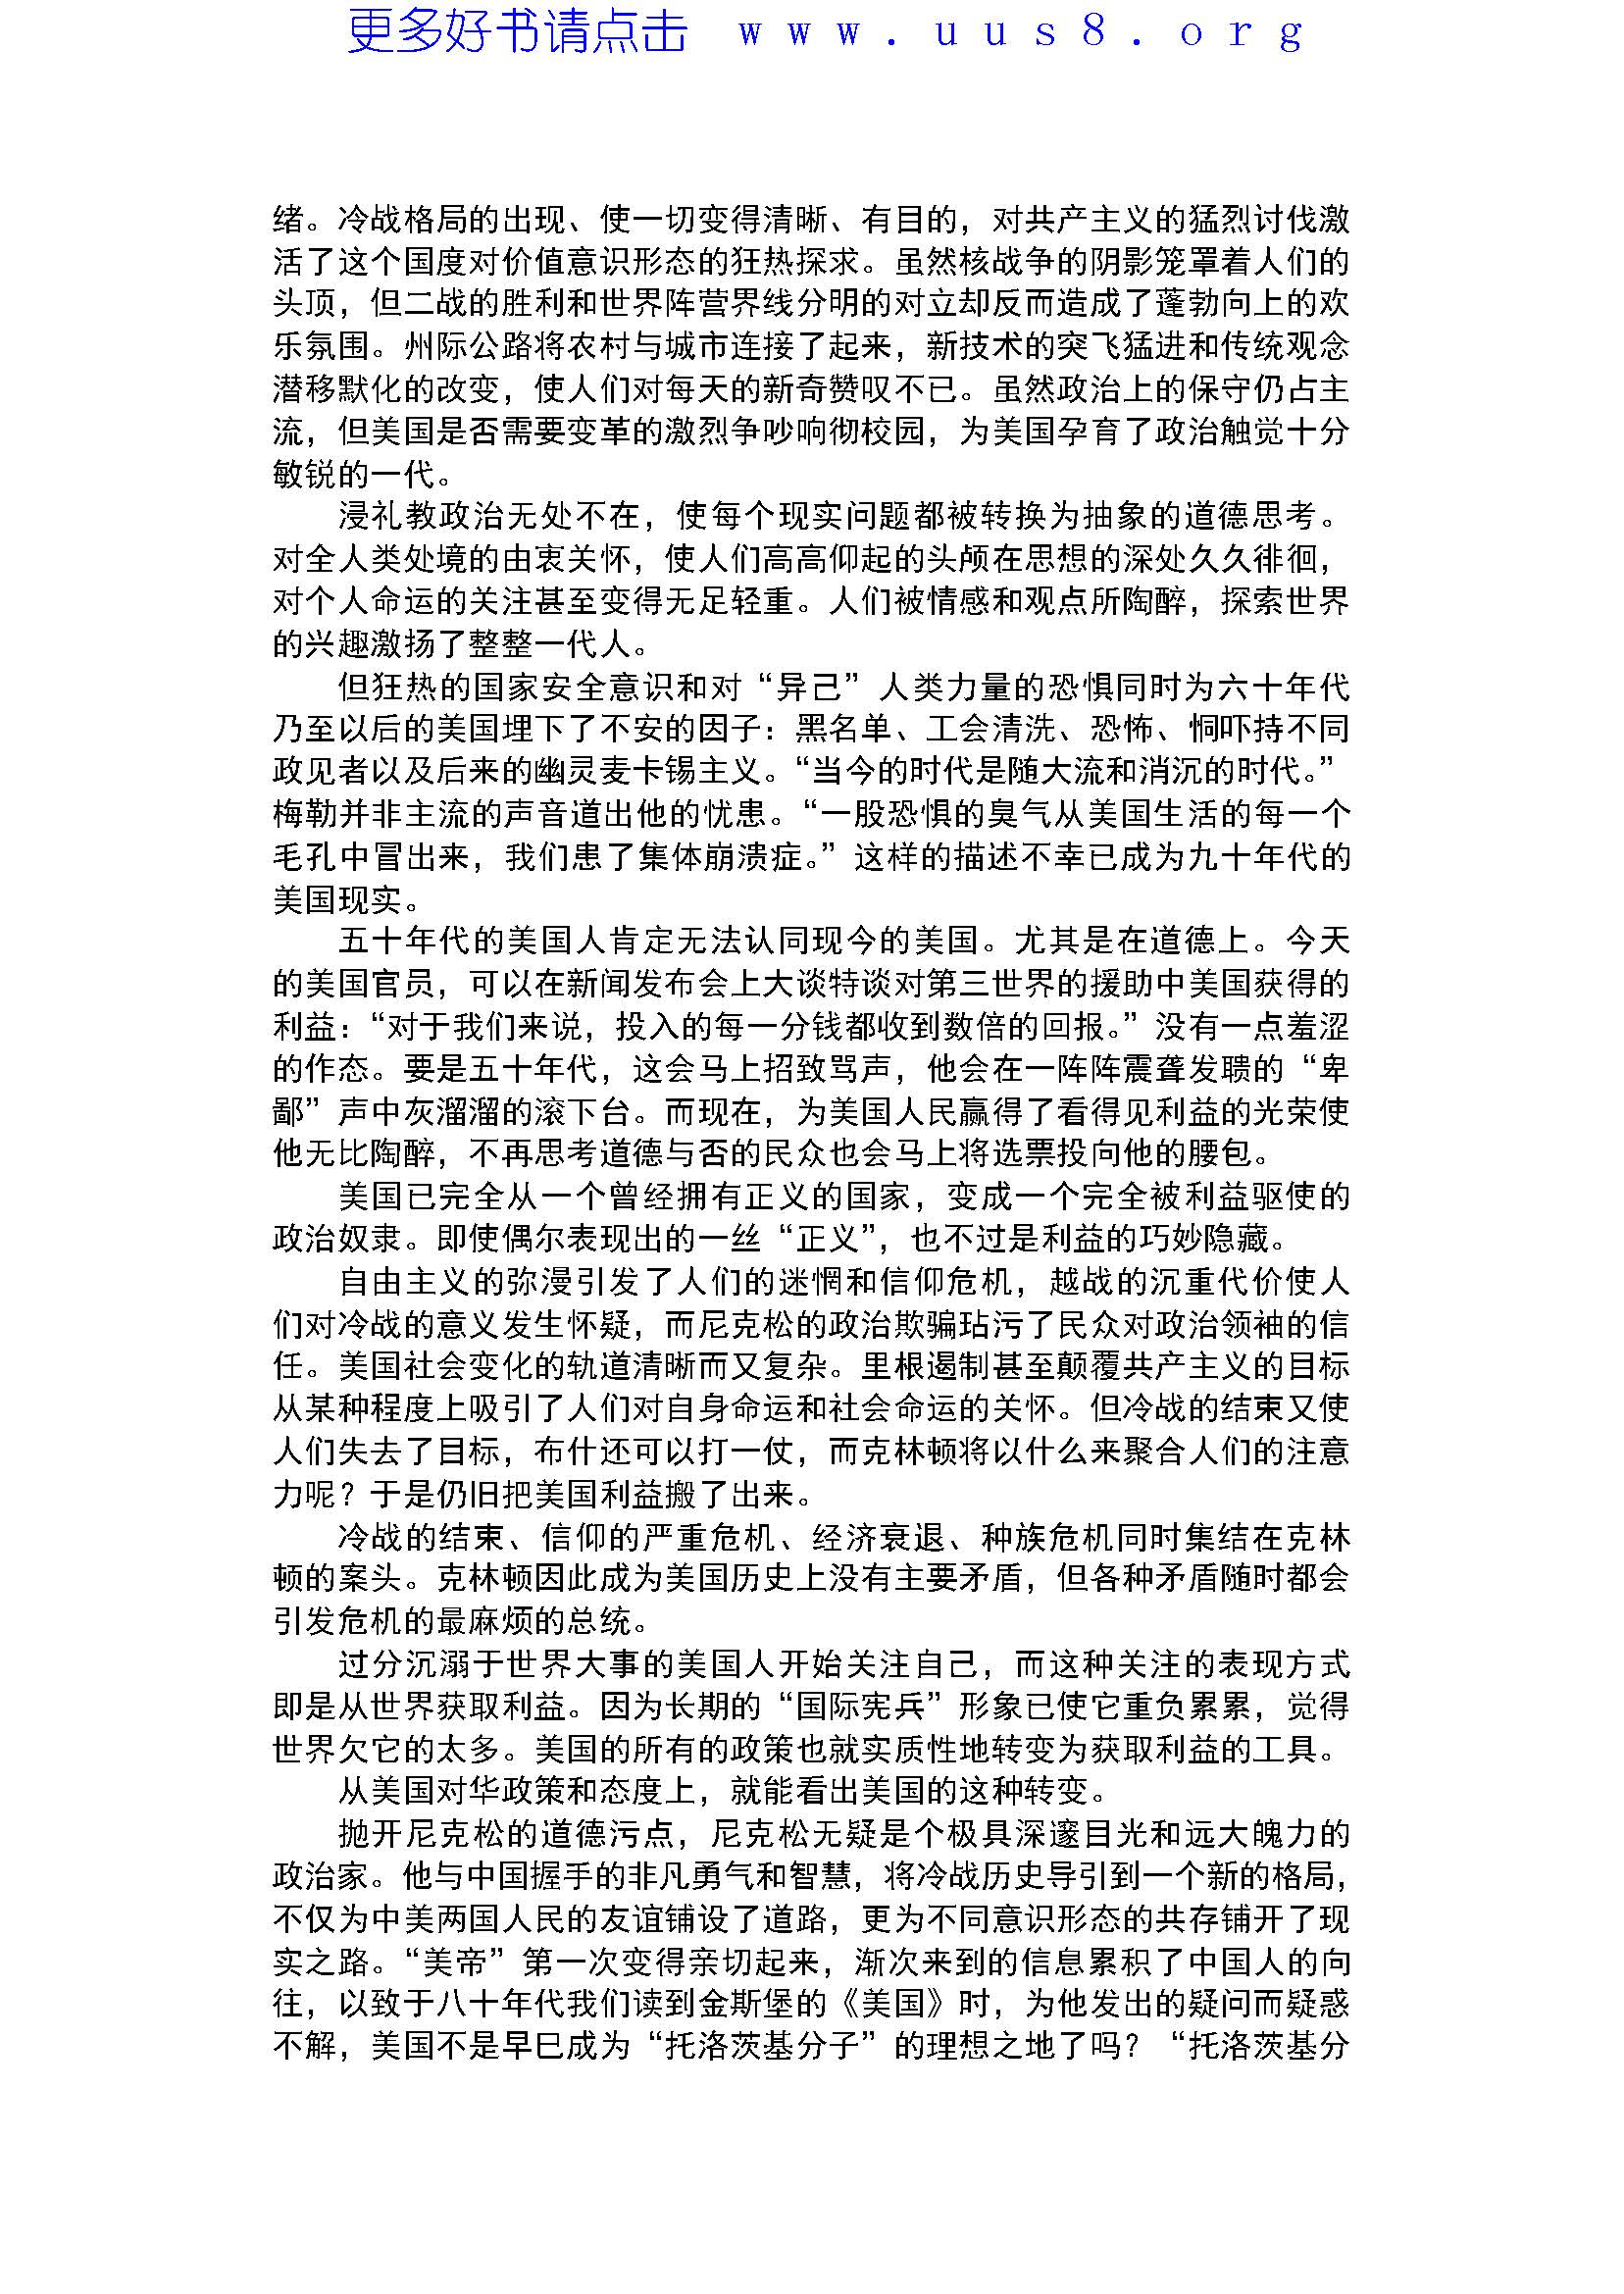 更多好书请点击 www.uus8.org
绪。冷战格局的出现、使一切变得清晰、有目的，对共产主义的猛烈讨伐激
活了这个国度对价值意识形态的狂热探求。虽然核战争的阴影笼罩着人们的
头顶，但二战的胜利和世界阵营界线分明的对立却反而造成了蓬勃向上的欢
乐氛围。州际公路将农村与城市连接了起来，新技术的突飞猛进和传统观念
潜移默化的改变，使人们对每天的新奇赞叹不已。虽然政治上的保守仍占主
流，但美国是否需要变革的激烈争吵响彻校园，为美国孕育了政治触觉十分
敏锐的一代。
浸礼教政治无处不在，使每个现实问题都被转换为抽象的道德思考。
对全人类处境的由衷关怀，使人们高高仰起的头颅在思想的深处久久徘徊，
对个人命运的关注甚至变得无足轻重。人们被情感和观点所陶醉，探索世界
的兴趣激扬了整整一代人。
但狂热的国家安全意识和对“异己”人类力量的恐惧同时为六十年代
乃至以后的美国埋下了不安的因子：黑名单、工会清洗、恐怖、恫吓持不同
政见者以及后来的幽灵麦卡锡主义。“当今的时代是随大流和消沉的时代。”
梅勒并非主流的声音道出他的忧患。“一股恐惧的臭气从美国生活的每一个
毛孔中冒出来，我们患了集体崩溃症。”这样的描述不幸已成为九十年代的
美国现实。
五十年代的美国人肯定无法认同现今的美国。尤其是在道德上。今天
的美国官员，可以在新闻发布会上大谈特谈对第三世界的援助中美国获得的
利益：“对于我们来说，投入的每一分钱都收到数倍的回报。”没有一点羞涩
的作态。要是五十年代，这会马上招致骂声，他会在一阵阵震聋发聩的“卑
鄙”声中灰溜溜的滚下台。而现在，为美国人民赢得了看得见利益的光荣使
他无比陶醉，不再思考道德与否的民众也会马上将选票投向他的腰包。
美国已完全从一个曾经拥有正义的国家，变成一个完全被利益驱使的
政治奴隶。即使偶尔表现出的一丝“正义”，也不过是利益的巧妙隐藏。
自由主义的弥漫引发了人们的迷惘和信仰危机，越战的沉重代价使人
们对冷战的意义发生怀疑，而尼克松的政治欺骗玷污了民众对政治领袖的信
任。美国社会变化的轨道清晰而又复杂。里根遏制甚至颠覆共产主义的目标
从某种程度上吸引了人们对自身命运和社会命运的关怀。但冷战的结束又使
人们失去了目标，布什还可以打一仗，而克林顿将以什么来聚合人们的注意
力呢？于是仍旧把美国利益搬了出来。
冷战的结束、信仰的严重危机、经济衰退、种族危机同时集结在克林
顿的案头。克林顿因此成为美国历史上没有主要矛盾，但各种矛盾随时都会
引发危机的最麻烦的总统。
过分沉溺于世界大事的美国人开始关注自己，而这种关注的表现方式
即是从世界获取利益。因为长期的“国际宪兵”形象已使它重负累累，觉得
世界欠它的太多。美国的所有的政策也就实质性地转变为获取利益的工具。
从美国对华政策和态度上，就能看出美国的这种转变。
抛开尼克松的道德污点，尼克松无疑是个极具深邃目光和远大魄力的
政治家。他与中国握手的非凡勇气和智慧，将冷战历史导引到一个新的格局，
不仅为中美两国人民的友谊铺设了道路，更为不同意识形态的共存铺开了现
实之路。“美帝”第一次变得亲切起来，渐次来到的信息累积了中国人的向
往，以致于八十年代我们读到金斯堡的《美国》时，为他发出的疑问而疑惑
不解，美国不是早已成为“托洛茨基分子”的理想之地了吗？“托洛茨基分